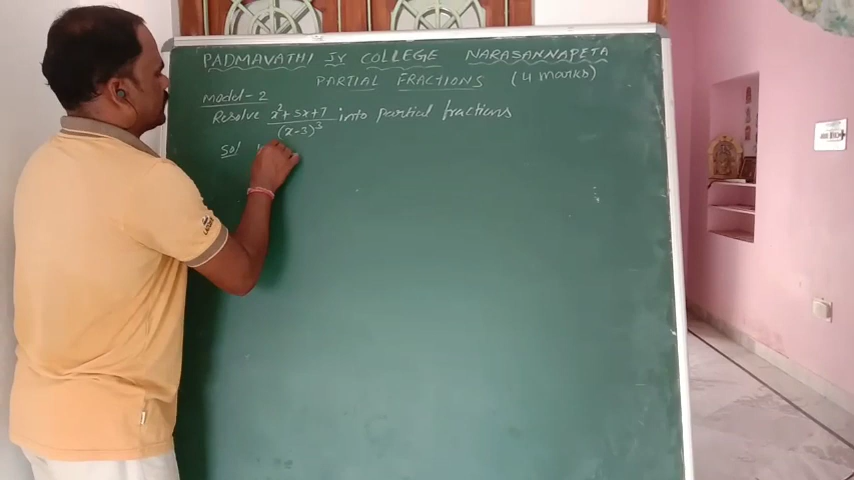 PADMAVATHI JY COLLEGE NARASANNAPETA
PARTIAL FRACTIONS (4 marks)
model-2
Resolve x²+5x+7/(x-3)³ into partial fractions
Sol